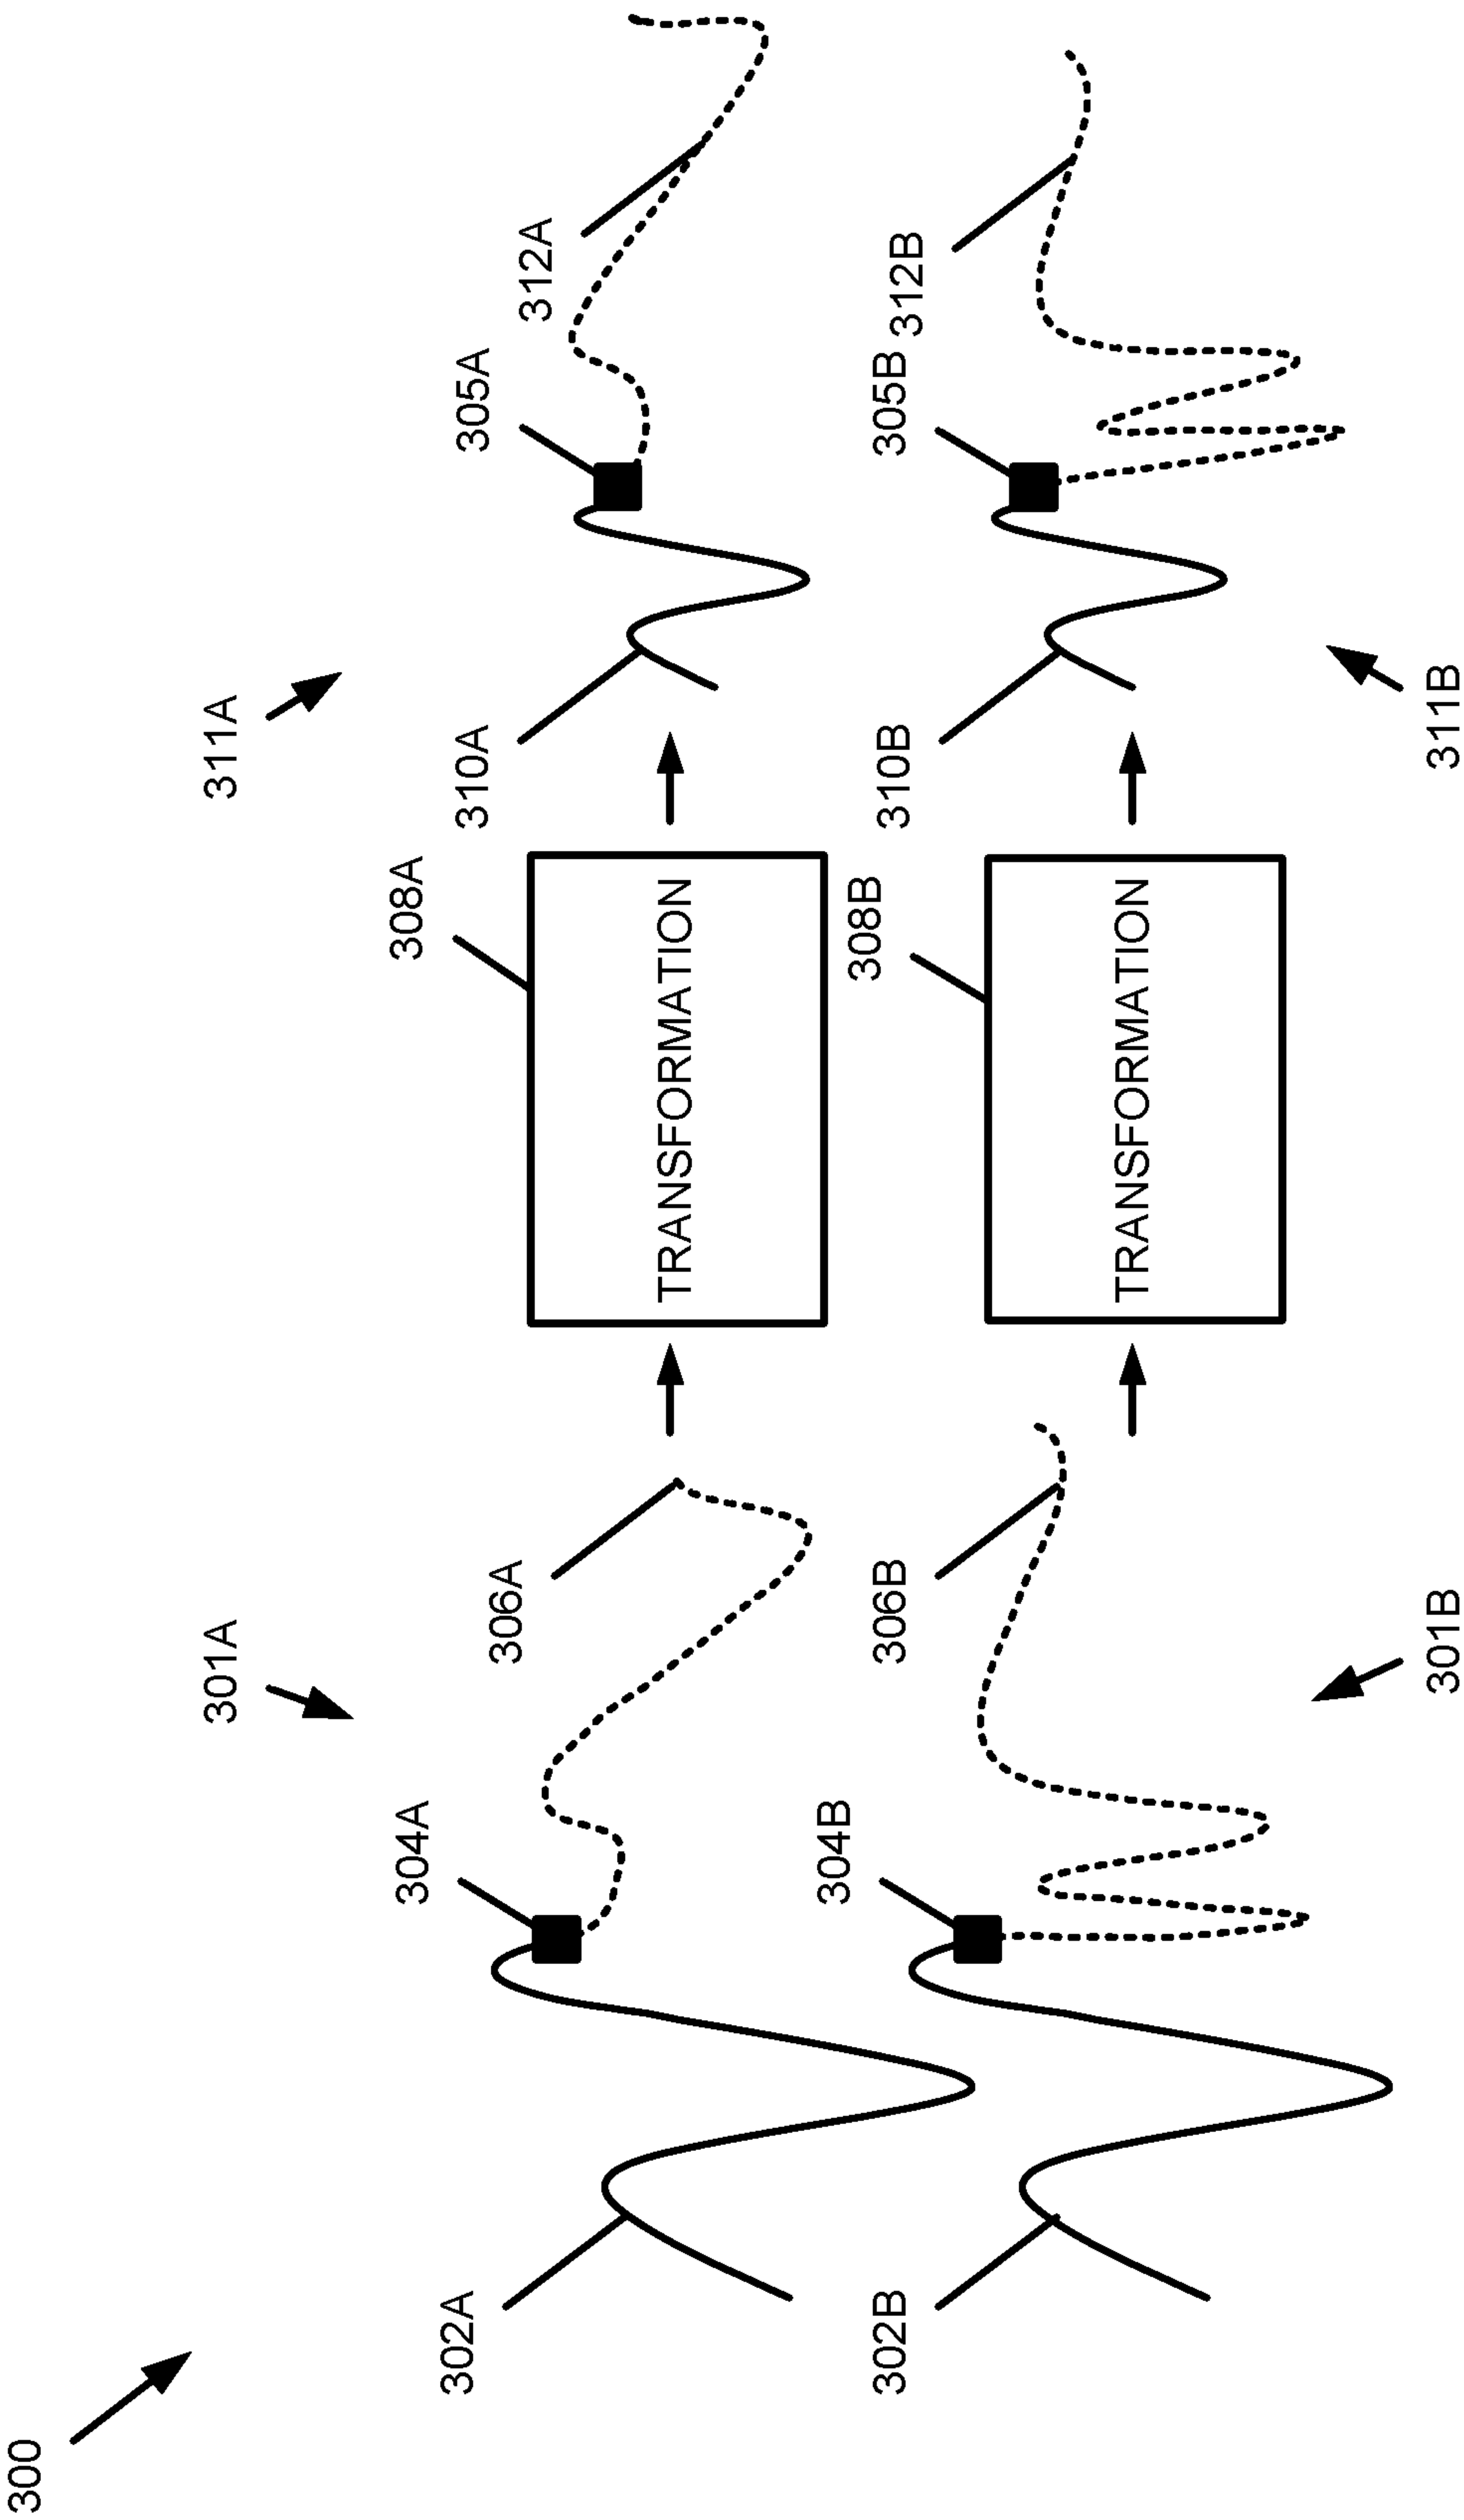 300
301A
311A
302A
304A
306A
308A
310A
305A
312A
TRANSFORMATION
302B
304B
306B
308B
310B
305B
312B
TRANSFORMATION
301B
311B